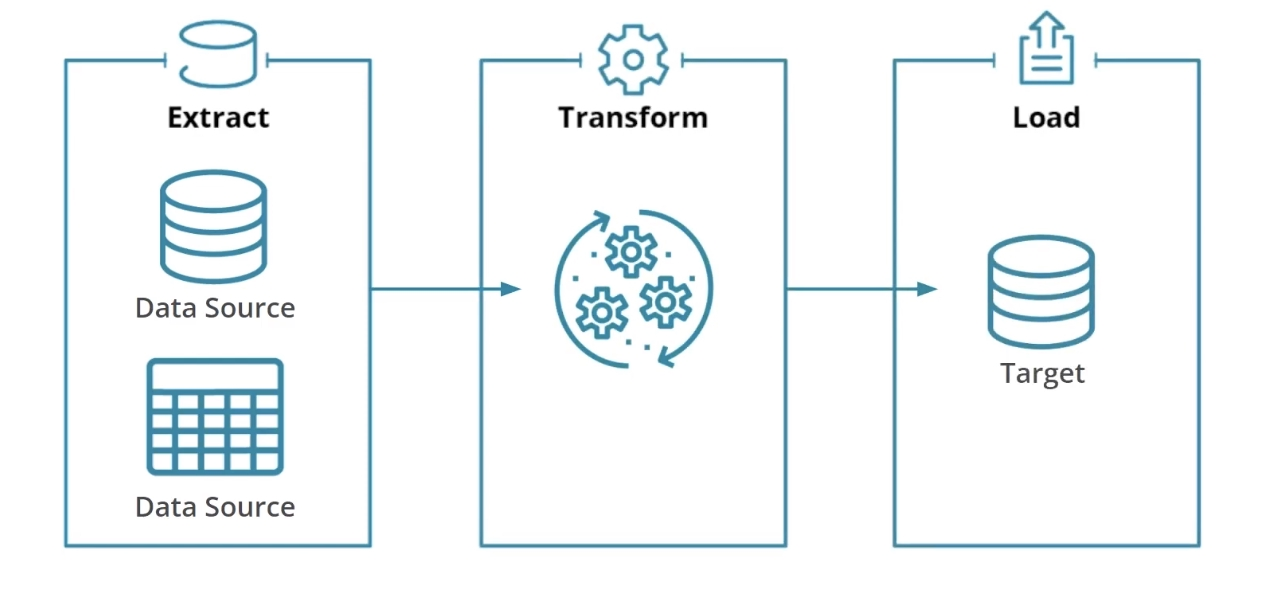 Extract
Data Source
Data Source
Transform
Load
Target